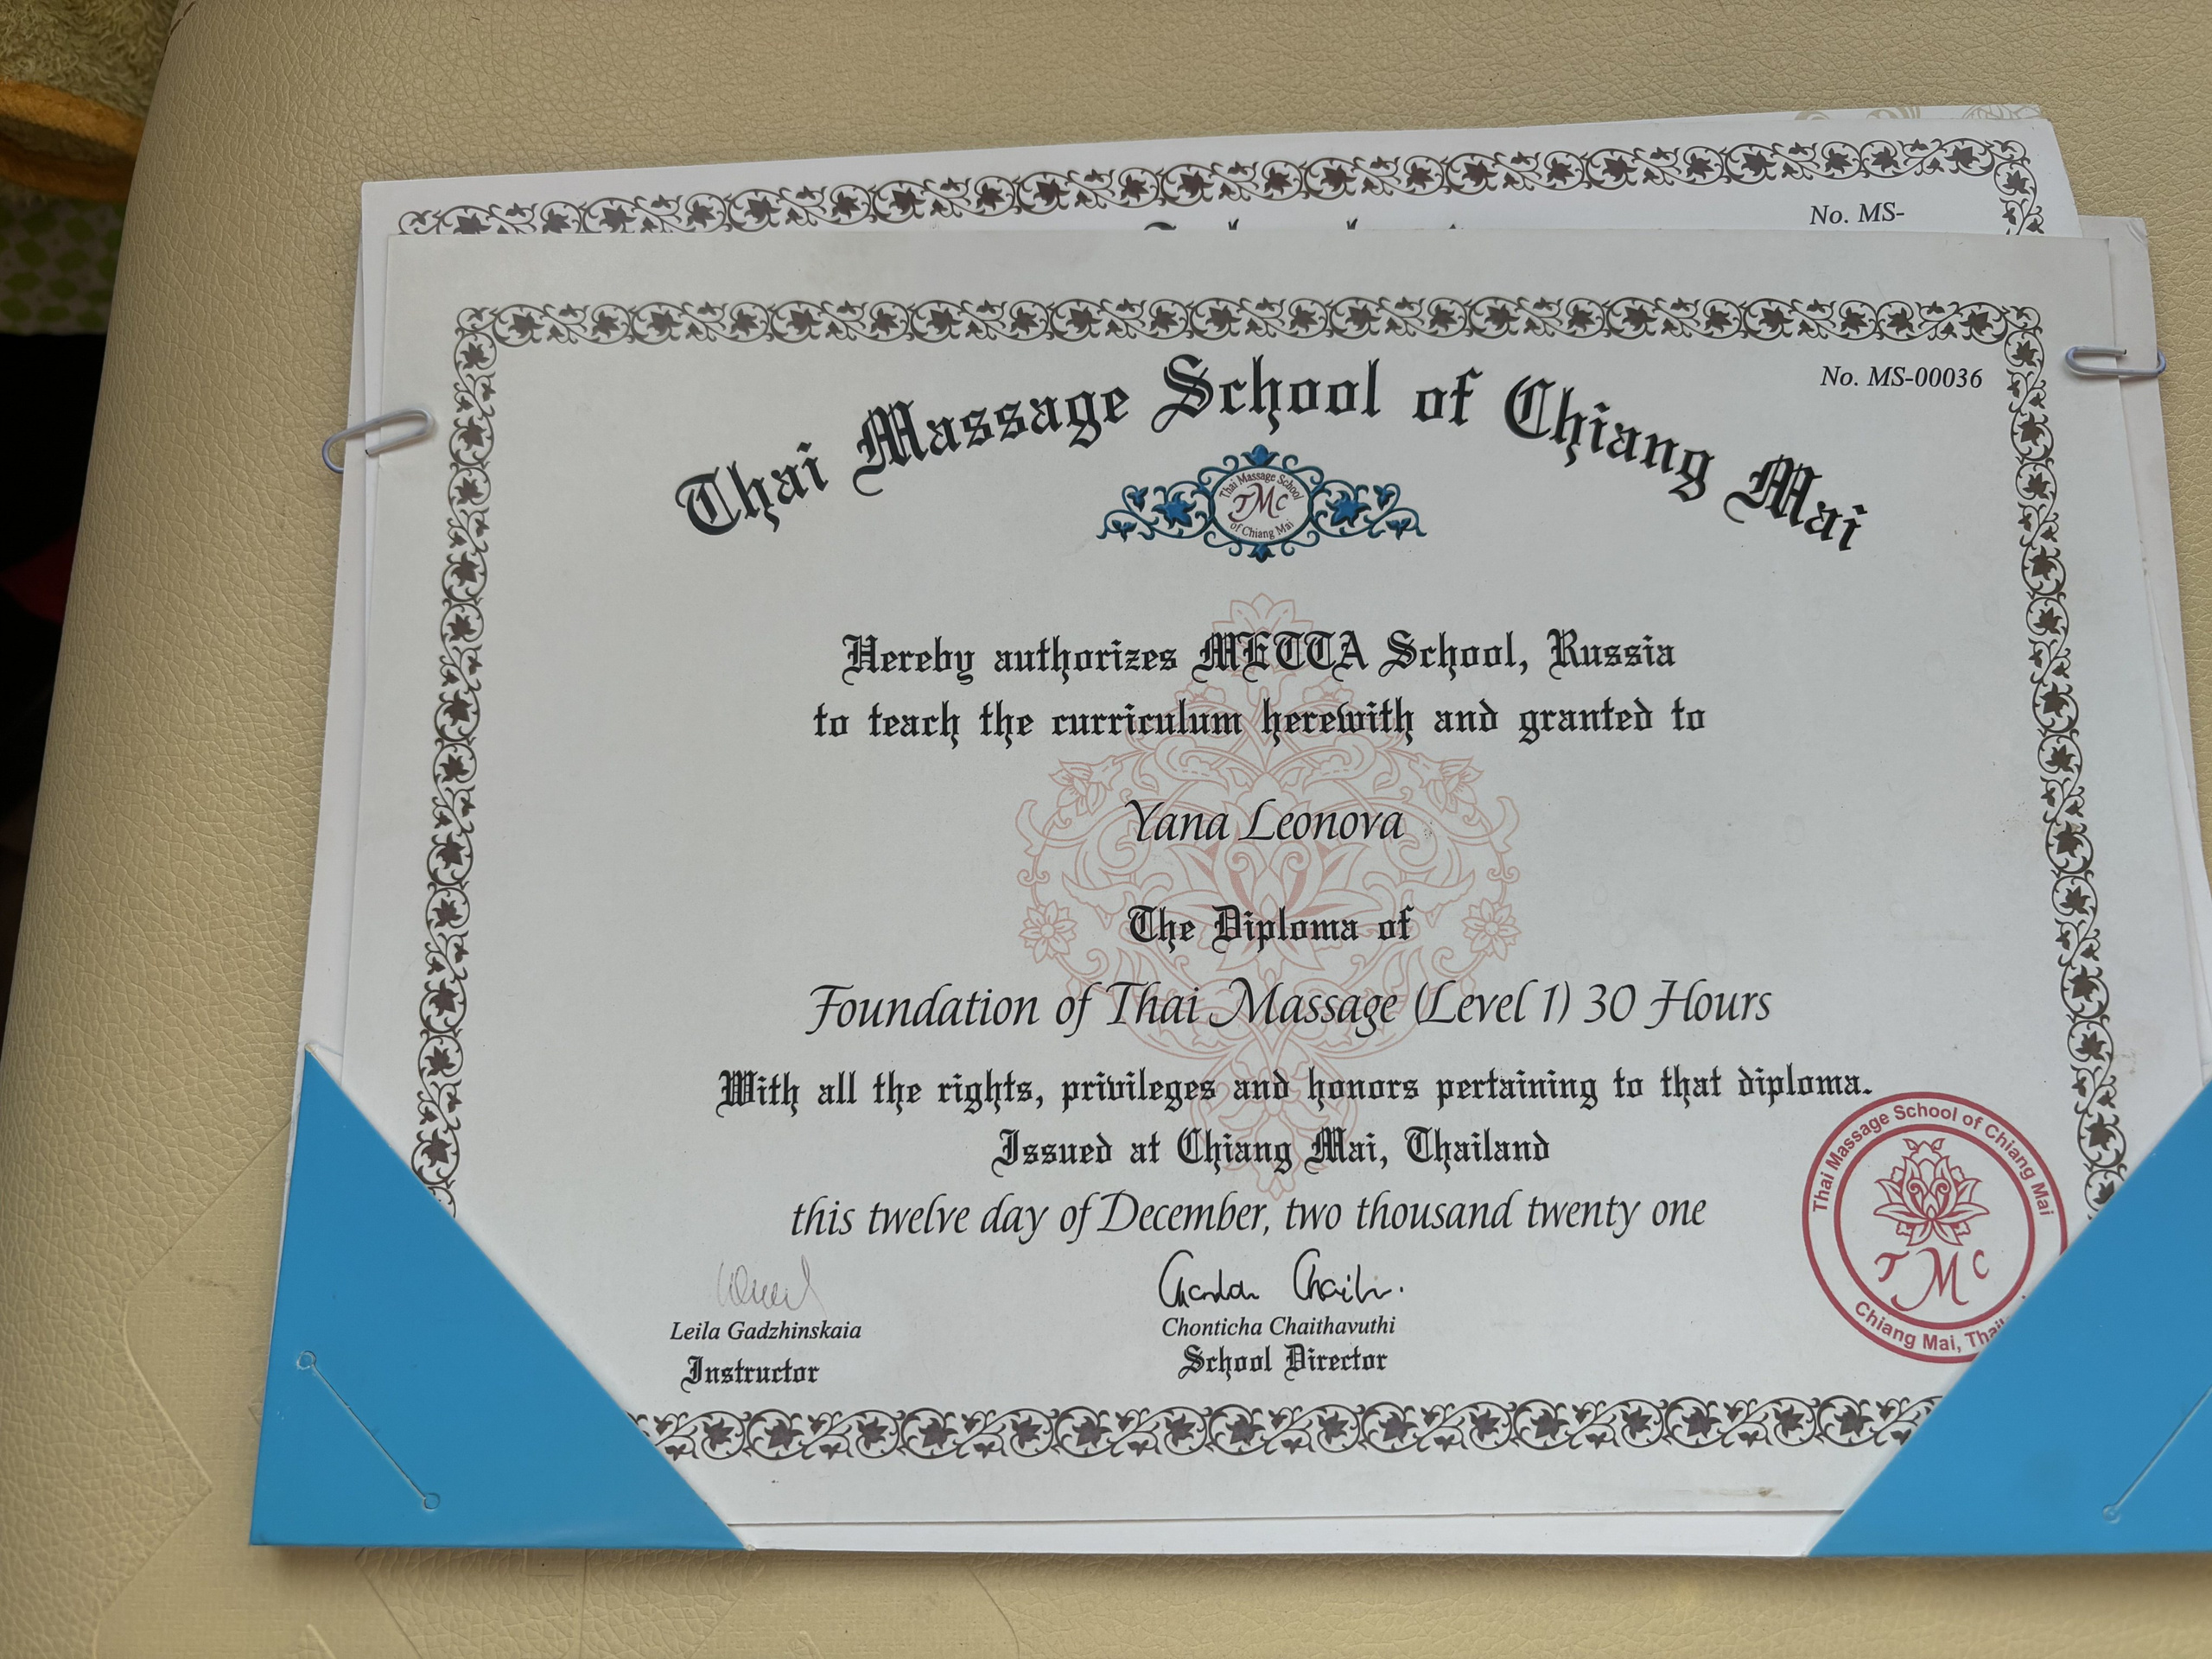 No. MS-
No. MS-00036
Thai Massage School of Chiang Mai
Thai Massage School
TMC
of Chiang Mai
Hereby authorizes METTA School, Russia
to teach the curriculum herewith and granted to
Yana Leonova
The Diploma of
Foundation of Thai Massage (Level 1) 30 Hours
With all the rights, privileges and honors pertaining to that diploma.
Issued at Chiang Mai, Thailand
this twelve day of December, two thousand twenty one
Leila Gadzhinskaia
Instructor
Chonticha Chaithavuthi
School Director
Thai Massage School of Chiang Mai
TMC
Chiang Mai, Thai